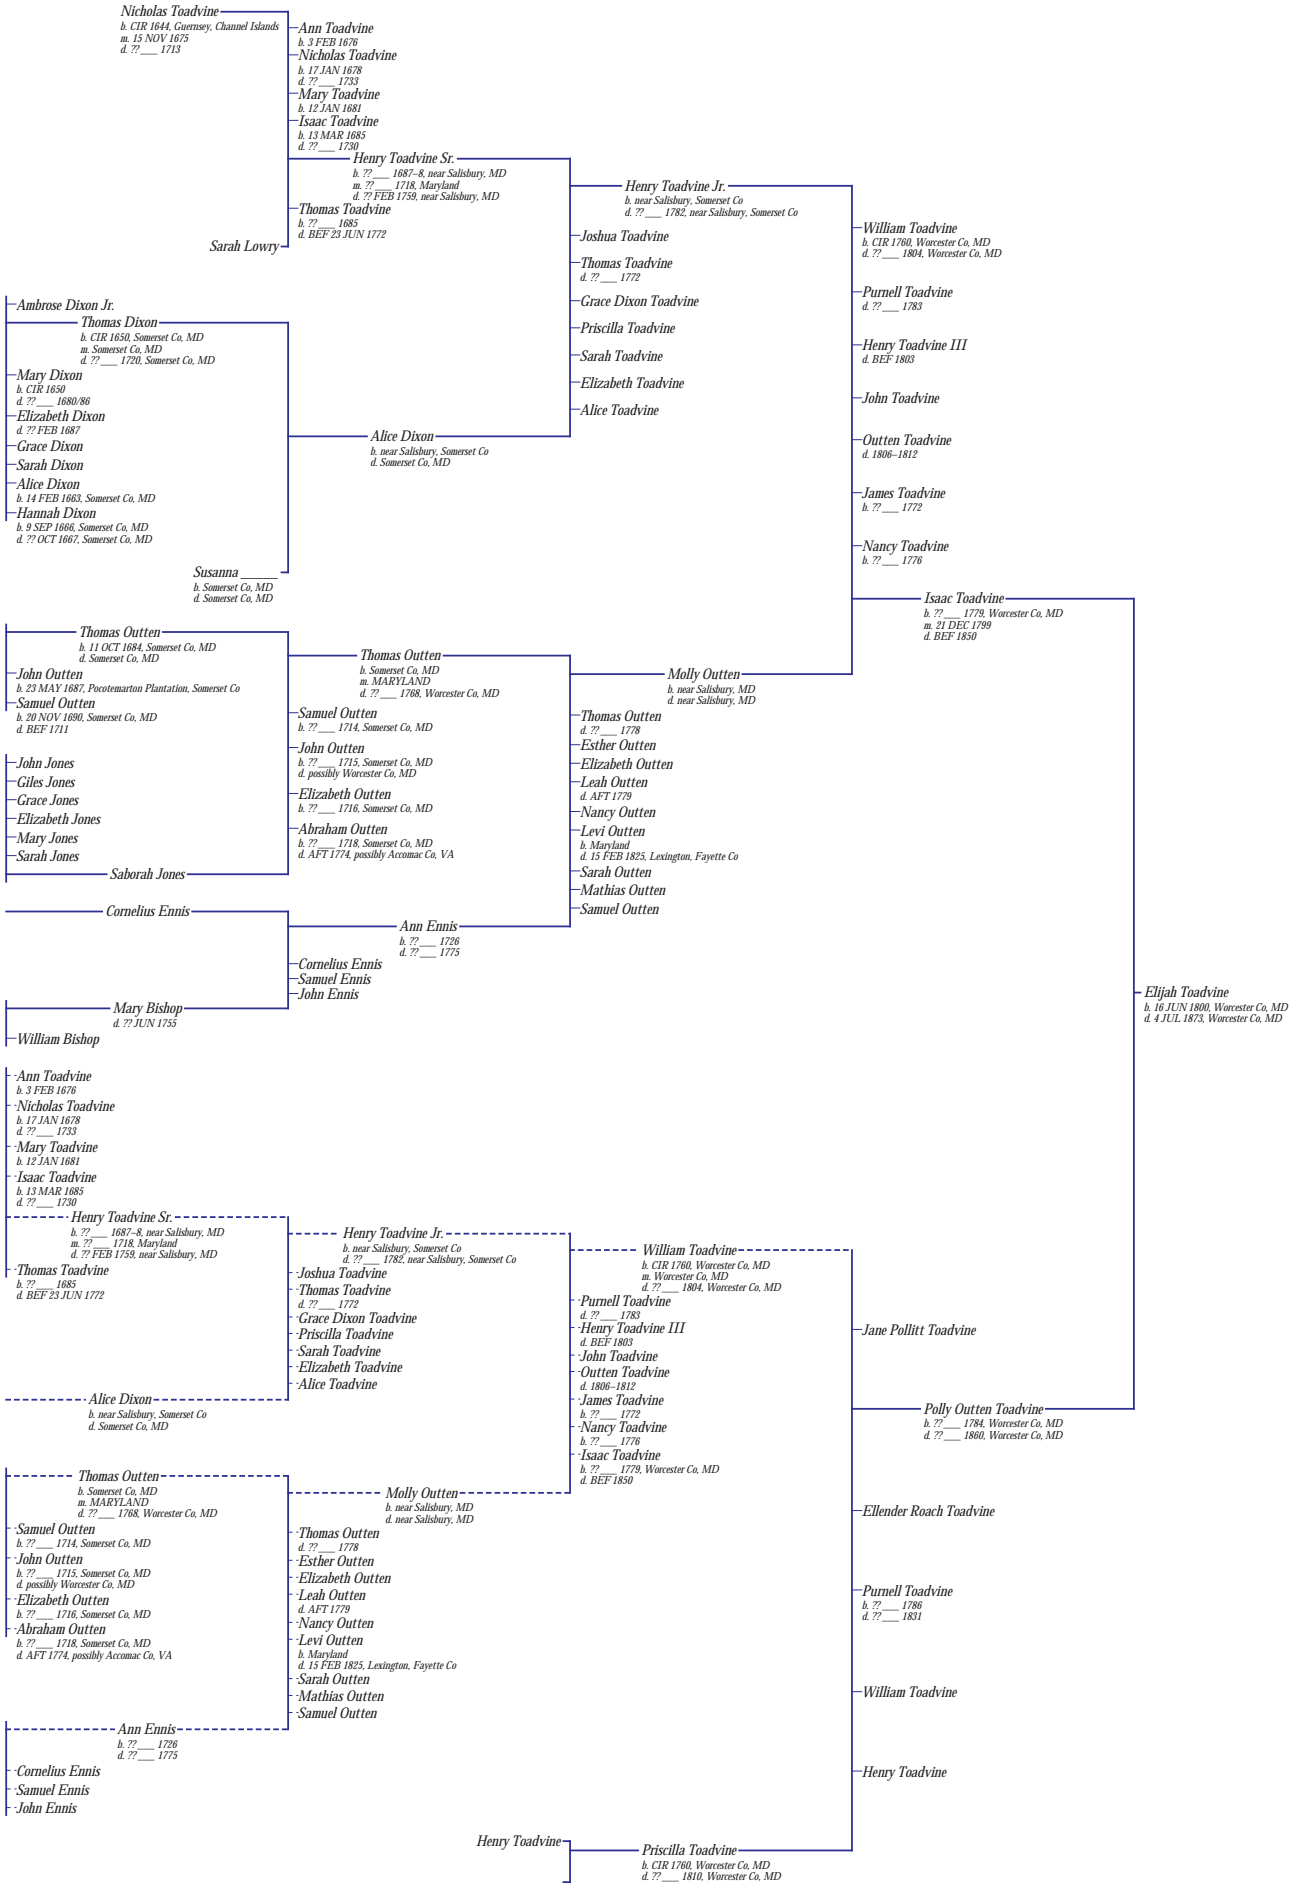 Nicholas Toadvine
b. CIR 1644, Guernsey, Channel Islands
m. 15 NOV 1675
d. ?? ___ 1713
Ann Toadvine
b. 3 FEB 1676
Nicholas Toadvine
b. 17 JAN 1678
d. ?? ___ 1733
Mary Toadvine
b. 12 JAN 1681
Isaac Toadvine
b. 13 MAR 1685
d. ?? ___ 1730
Henry Toadvine Sr.
b. ?? ___ 1687–8, near Salisbury, MD
m. ?? ___ 1718, Maryland
d. ?? FEB 1759, near Salisbury, MD
Thomas Toadvine
b. ?? ___ 1685
d. BEF 23 JUN 1772
Sarah Lowry
Henry Toadvine Jr.
b. near Salisbury, Somerset Co
d. ?? ___ 1782, near Salisbury, Somerset Co
Joshua Toadvine
Thomas Toadvine
d. ?? ___ 1772
Grace Dixon Toadvine
Priscilla Toadvine
Sarah Toadvine
Elizabeth Toadvine
Alice Toadvine
William Toadvine
b. CIR 1760, Worcester Co, MD
d. ?? ___ 1804, Worcester Co, MD
Purnell Toadvine
d. ?? ___ 1783
Henry Toadvine III
d. BEF 1803
John Toadvine
Outten Toadvine
d. 1806–1812
James Toadvine
b. ?? ___ 1772
Nancy Toadvine
b. ?? ___ 1776
Isaac Toadvine
b. ?? ___ 1779, Worcester Co, MD
m. 21 DEC 1799
d. BEF 1850
Ambrose Dixon Jr.
Thomas Dixon
b. CIR 1650, Somerset Co, MD
m. Somerset Co, MD
d. ?? ___ 1720, Somerset Co, MD
Mary Dixon
b. CIR 1650
d. ?? ___ 1680/86
Elizabeth Dixon
d. ?? FEB 1687
Grace Dixon
Sarah Dixon
Alice Dixon
b. 14 FEB 1663, Somerset Co, MD
Hannah Dixon
b. 9 SEP 1666, Somerset Co, MD
d. ?? OCT 1667, Somerset Co, MD
Alice Dixon
b. near Salisbury, Somerset Co
d. Somerset Co, MD
Susanna _____
b. Somerset Co, MD
d. Somerset Co, MD
Thomas Outten
b. 11 OCT 1684, Somerset Co, MD
d. Somerset Co, MD
John Outten
b. 23 MAY 1687, Pocotemarton Plantation, Somerset Co
Samuel Outten
b. 20 NOV 1690, Somerset Co, MD
d. BEF 1711
John Jones
Giles Jones
Grace Jones
Elizabeth Jones
Mary Jones
Sarah Jones
Saborah Jones
Thomas Outten
b. Somerset Co, MD
m. MARYLAND
d. ?? ___ 1768, Worcester Co, MD
Samuel Outten
b. ?? ___ 1714, Somerset Co, MD
John Outten
b. ?? ___ 1715, Somerset Co, MD
d. possibly Worcester Co, MD
Elizabeth Outten
b. ?? ___ 1716, Somerset Co, MD
Abraham Outten
b. ?? ___ 1718, Somerset Co, MD
d. AFT 1774, possibly Accomac Co, VA
Molly Outten
b. near Salisbury, MD
d. near Salisbury, MD
Thomas Outten
d. ?? ___ 1778
Esther Outten
Elizabeth Outten
Leah Outten
d. AFT 1779
Nancy Outten
Levi Outten
b. Maryland
d. 15 FEB 1825, Lexington, Fayette Co
Sarah Outten
Mathias Outten
Samuel Outten
Cornelius Ennis
Ann Ennis
b. ?? ___ 1726
d. ?? ___ 1775
Cornelius Ennis
Samuel Ennis
John Ennis
Mary Bishop
d. ?? JUN 1755
William Bishop
Elijah Toadvine
b. 16 JUN 1800, Worcester Co, MD
d. 4 JUL 1873, Worcester Co, MD
Ann Toadvine
b. 3 FEB 1676
Nicholas Toadvine
b. 17 JAN 1678
d. ?? ___ 1733
Mary Toadvine
b. 12 JAN 1681
Isaac Toadvine
b. 13 MAR 1685
d. ?? ___ 1730
Henry Toadvine Sr.
b. ?? ___ 1687–8, near Salisbury, MD
m. ?? ___ 1718, Maryland
d. ?? FEB 1759, near Salisbury, MD
Thomas Toadvine
b. ?? ___ 1685
d. BEF 23 JUN 1772
Henry Toadvine Jr.
b. near Salisbury, Somerset Co
d. ?? ___ 1782, near Salisbury, Somerset Co
Joshua Toadvine
Thomas Toadvine
d. ?? ___ 1772
Grace Dixon Toadvine
Priscilla Toadvine
Sarah Toadvine
Elizabeth Toadvine
Alice Toadvine
Alice Dixon
b. near Salisbury, Somerset Co
d. Somerset Co, MD
William Toadvine
b. CIR 1760, Worcester Co, MD
m. Worcester Co, MD
d. ?? ___ 1804, Worcester Co, MD
Purnell Toadvine
d. ?? ___ 1783
Henry Toadvine III
d. BEF 1803
John Toadvine
Outten Toadvine
d. 1806–1812
James Toadvine
b. ?? ___ 1772
Nancy Toadvine
b. ?? ___ 1776
Isaac Toadvine
b. ?? ___ 1779, Worcester Co, MD
d. BEF 1850
Jane Pollitt Toadvine
Polly Outten Toadvine
b. ?? ___ 1784, Worcester Co, MD
d. ?? ___ 1860, Worcester Co, MD
Ellender Roach Toadvine
Purnell Toadvine
b. ?? ___ 1786
d. ?? ___ 1831
William Toadvine
Henry Toadvine
Thomas Outten
b. Somerset Co, MD
m. MARYLAND
d. ?? ___ 1768, Worcester Co, MD
Samuel Outten
b. ?? ___ 1714, Somerset Co, MD
John Outten
b. ?? ___ 1715, Somerset Co, MD
d. possibly Worcester Co, MD
Elizabeth Outten
b. ?? ___ 1716, Somerset Co, MD
Abraham Outten
b. ?? ___ 1718, Somerset Co, MD
d. AFT 1774, possibly Accomac Co, VA
Molly Outten
b. near Salisbury, MD
d. near Salisbury, MD
Thomas Outten
d. ?? ___ 1778
Esther Outten
Elizabeth Outten
Leah Outten
d. AFT 1779
Nancy Outten
Levi Outten
b. Maryland
d. 15 FEB 1825, Lexington, Fayette Co
Sarah Outten
Mathias Outten
Samuel Outten
Ann Ennis
b. ?? ___ 1726
d. ?? ___ 1775
Cornelius Ennis
Samuel Ennis
John Ennis
Henry Toadvine
Priscilla Toadvine
b. CIR 1760, Worcester Co, MD
d. ?? ___ 1810, Worcester Co, MD